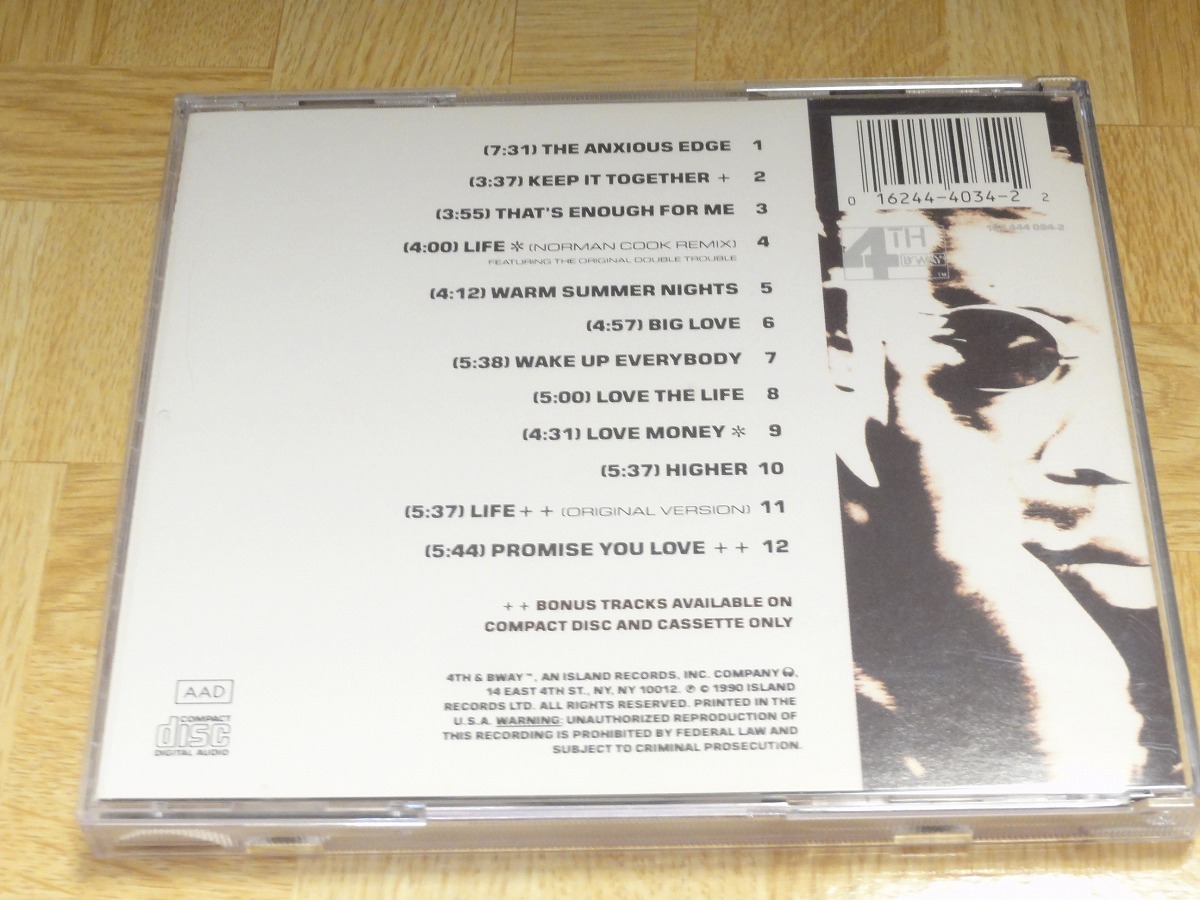 (7:31) THE ANXIOUS EDGE 1
(3:37) KEEP IT TOGETHER + 2
(3:55) THAT'S ENOUGH FOR ME 3
(4:00) LIFE * (NORMAN COOK REMIX) 4
FEATURING THE ORIGINAL DOUBLE TROUBLE
(4:12) WARM SUMMER NIGHTS 5
(4:57) BIG LOVE 6
(5:38) WAKE UP EVERYBODY 7
(5:00) LOVE THE LIFE 8
(4:31) LOVE MONEY * 9
(5:37) HIGHER 10
(5:37) LIFE + + (ORIGINAL VERSION) 11
(5:44) PROMISE YOU LOVE + + 12
+ + BONUS TRACKS AVAILABLE ON
COMPACT DISC AND CASSETTE ONLY
4TH & BWAY™, AN ISLAND RECORDS, INC. COMPANY
14 EAST 4TH ST., NY, NY 10012. ℗ © 1990 ISLAND
RECORDS LTD. ALL RIGHTS RESERVED. PRINTED IN THE
U.S.A. WARNING: UNAUTHORIZED REPRODUCTION OF
THIS RECORDING IS PROHIBITED BY FEDERAL LAW AND
SUBJECT TO CRIMINAL PROSECUTION.
AAD
COMPACT
disc
DIGITAL AUDIO
0 16244-4034-2 2
4TH
B'WAY
™